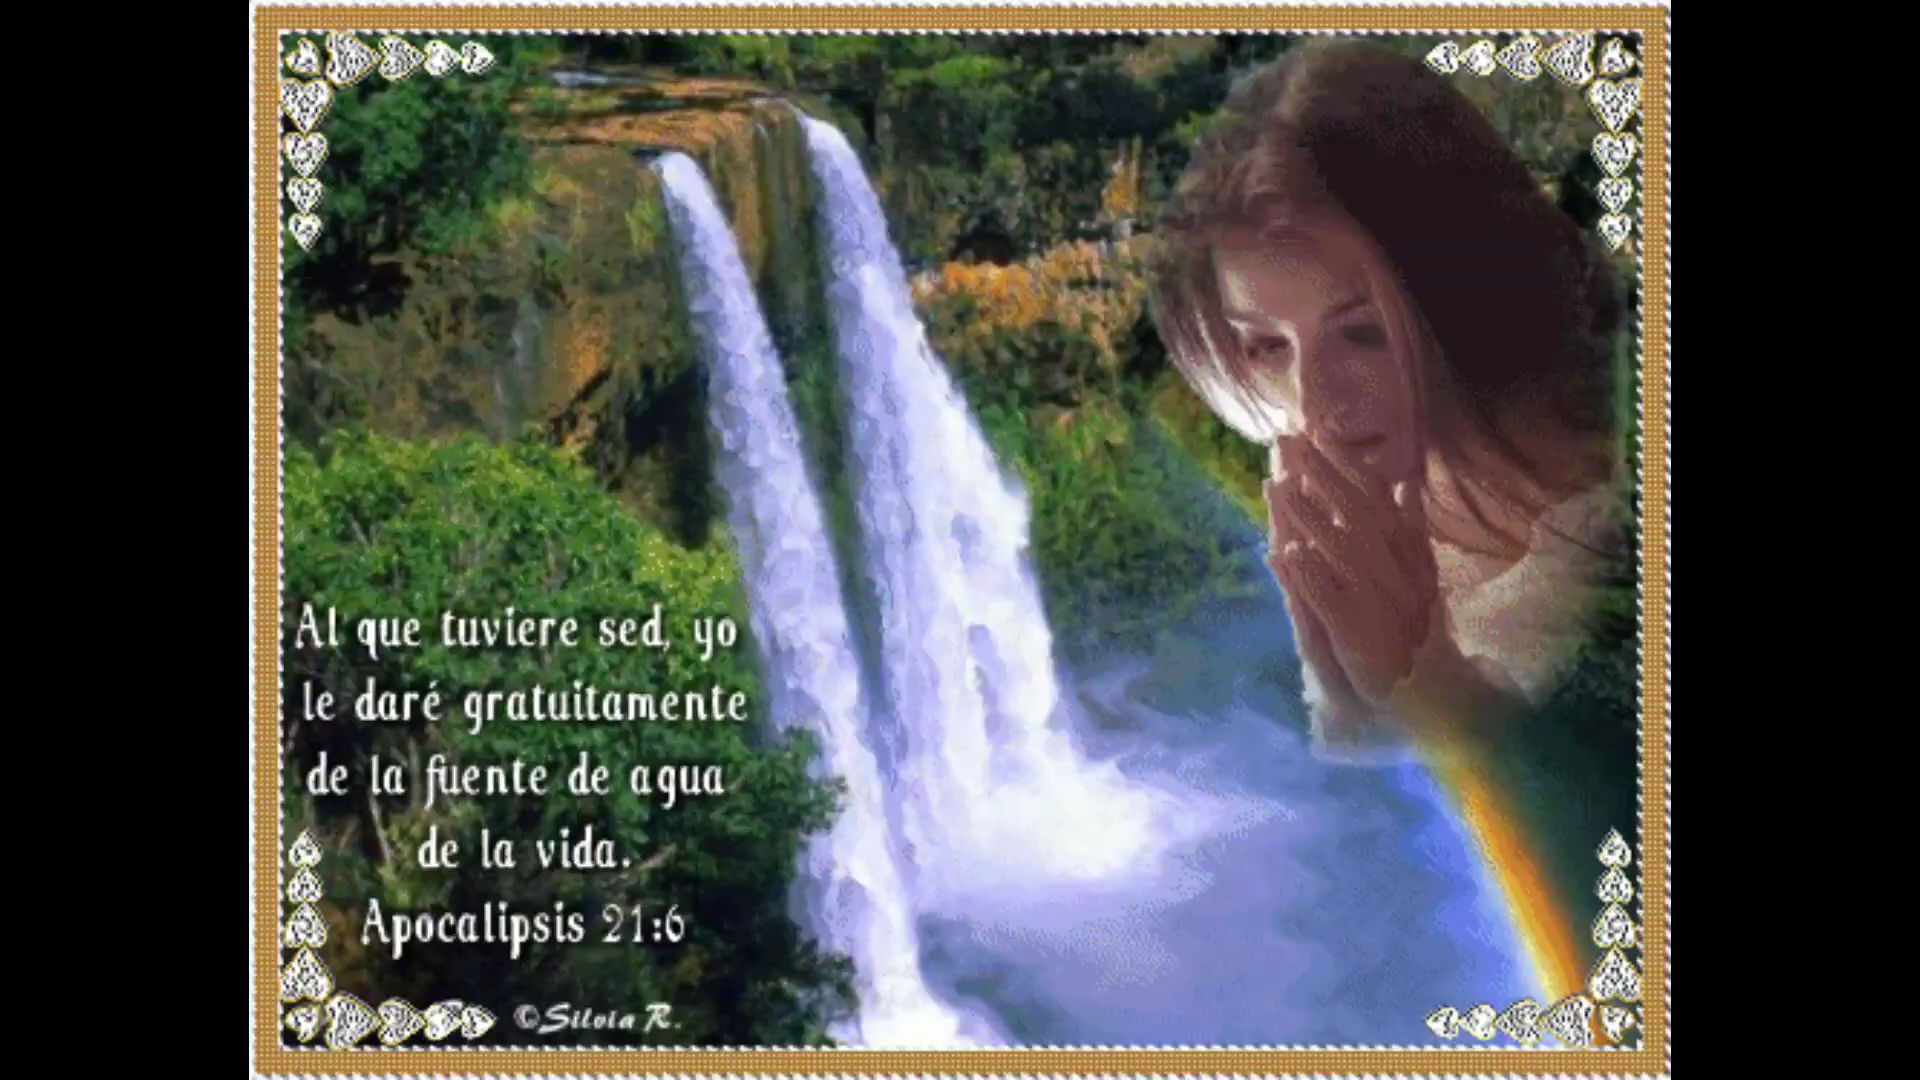 Al que tuviere sed, yo
le daré gratuitamente
de la fuente de agua
de la vida.
Apocalipsis 21:6
©Silvia R.